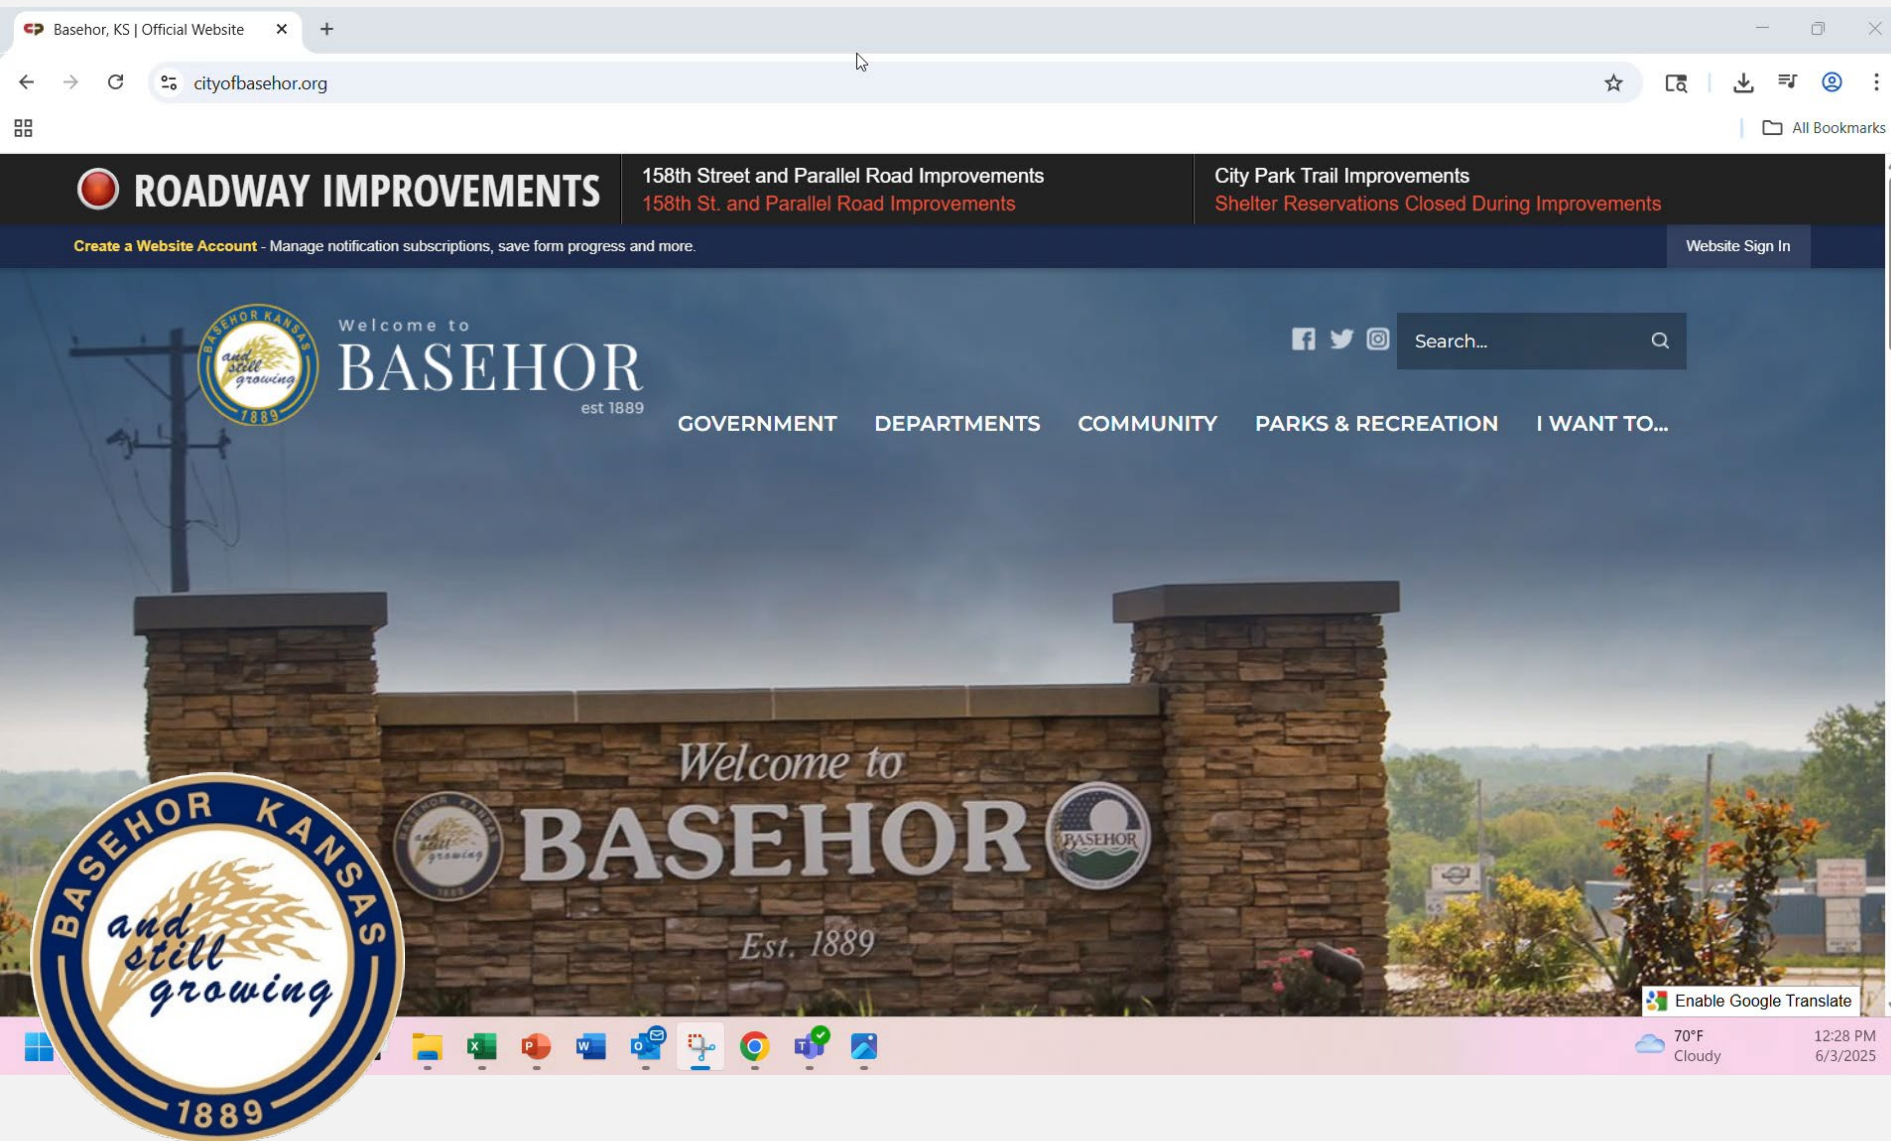 Basehor, KS | Official Website
cityofbasehor.org
All Bookmarks
ROADWAY IMPROVEMENTS
158th Street and Parallel Road Improvements
158th St. and Parallel Road Improvements
City Park Trail Improvements
Shelter Reservations Closed During Improvements
Create a Website Account - Manage notification subscriptions, save form progress and more.
Website Sign In
BASEHOR KANSAS
and
still
growing
1889
Welcome to
BASEHOR
est 1889
Search...
GOVERNMENT
DEPARTMENTS
COMMUNITY
PARKS & RECREATION
I WANT TO...
Welcome to
BASEHOR
BASEHOR
Est. 1889
and
still
growing
1889
BASEHOR KANSAS
and
still
growing
1889
Enable Google Translate
70°F
Cloudy
12:28 PM
6/3/2025